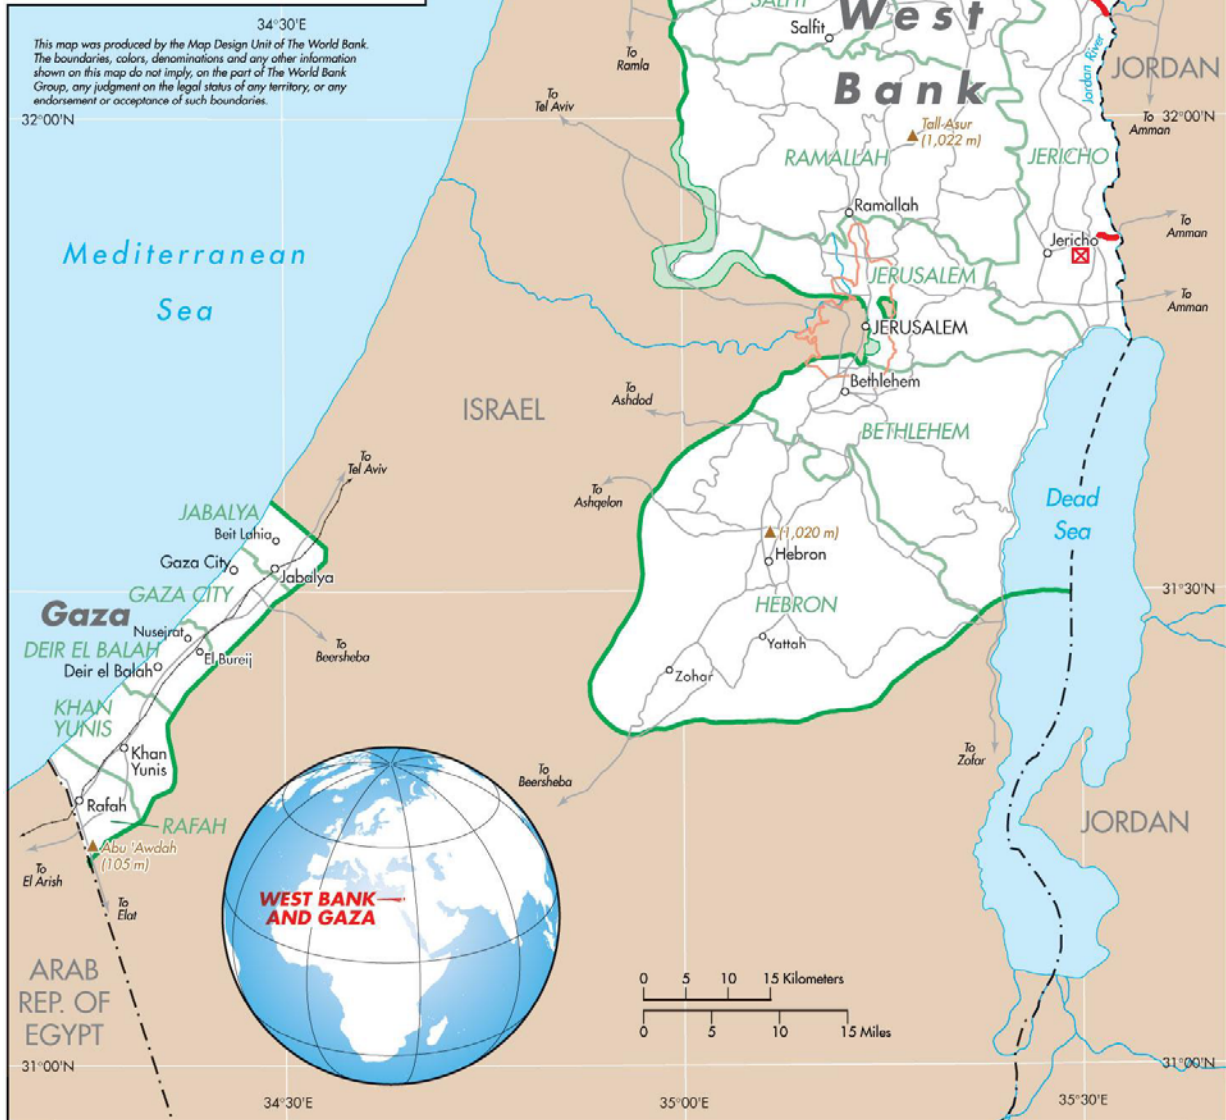 34°30'E
This map was produced by the Map Design Unit of The World Bank.
The boundaries, colors, denominations and any other information
shown on this map do not imply, on the part of The World Bank
Group, any judgment on the legal status of any territory, or any
endorsement or acceptance of such boundaries.
SALFIT
Salfit
West
Bank
To
Ramla
To
Tel Aviv
Jordan River
JORDAN
32°00'N
32°00'N
To
Amman
Tall-Asur
(1,022 m)
RAMALLAH
JERICHO
Ramallah
To
Amman
Jericho
Mediterranean
Sea
JERUSALEM
To
Amman
JERUSALEM
Bethlehem
To
Ashdod
ISRAEL
BETHLEHEM
To
Tel Aviv
To
Ashqelon
Dead
Sea
JABALYA
Beit Lahia
(1,020 m)
Hebron
Gaza City
Jabalya
31°30'N
GAZA CITY
HEBRON
Gaza
Nuseirat
Yattah
DEIR EL BALAH
El Bureij
To
Beersheba
Deir el Balah
Zohar
KHAN
YUNIS
Khan
Yunis
To
Zofar
To
Beersheba
Rafah
RAFAH
JORDAN
Abu 'Awdah
(105 m)
To
El Arish
To
Elat
WEST BANK
AND GAZA
ARAB
REP. OF
EGYPT
0 5 10 15 Kilometers
0 5 10 15 Miles
31°00'N
31°00'N
34°30'E
35°00'E
35°30'E